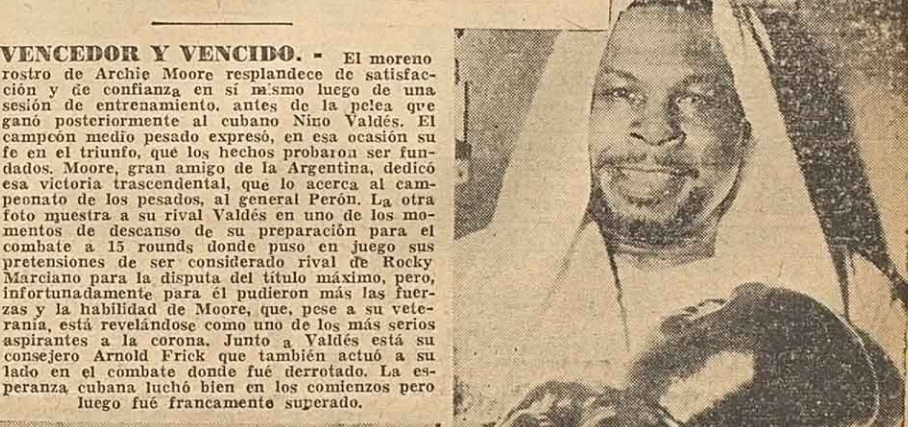 VENCEDOR Y VENCIDO. - El moreno
rostro de Archie Moore resplandece de satisfac-
ción y de confianza en sí mismo luego de una
sesión de entrenamiento, antes de la pelea que
ganó posteriormente al cubano Nino Valdés. El
campeón medio pesado expresó, en esa ocasión su
fe en el triunfo, que los hechos probaron ser fun-
dados. Moore, gran amigo de la Argentina, dedicó
esa victoria trascendental, que lo acerca al cam-
peonato de los pesados, al general Perón. La otra
foto muestra a su rival Valdés en uno de los mo-
mentos de descanso de su preparación para el
combate a 15 rounds donde puso en juego sus
pretensiones de ser considerado rival de Rocky
Marciano para la disputa del título máximo, pero,
infortunadamente para él pudieron más las fuer-
zas y la habilidad de Moore, que, pese a su vete-
ranía, está revelándose como uno de los más serios
aspirantes a la corona. Junto a Valdés está su
consejero Arnold Frick que también actuó a su
lado en el combate donde fué derrotado. La es-
peranza cubana luchó bien en los comienzos pero
luego fué francamente superado.